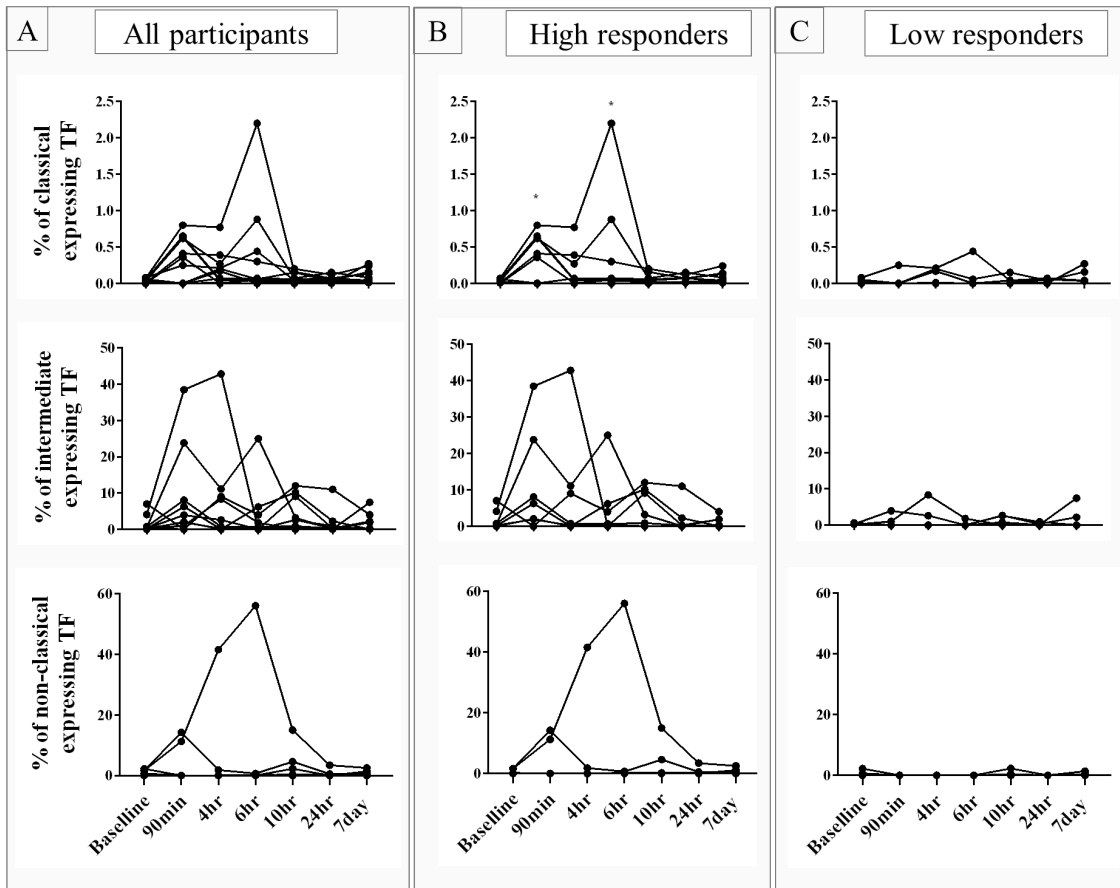 A
All participants
B
High responders
C
Low responders
% of classical
expressing TF
2.5
2.0
1.5
1.0
0.5
0.0
2.5
2.0
1.5
1.0
0.5
0.0
*
*
2.5
2.0
1.5
1.0
0.5
0.0
% of intermediate
expressing TF
50
40
30
20
10
0
50
40
30
20
10
0
50
40
30
20
10
0
% of non-classical
expressing TF
60
40
20
0
60
40
20
0
60
40
20
0
Baselline
90min
4hr
6hr
10hr
24hr
7day
Baselline
90min
4hr
6hr
10hr
24hr
7day
Baselline
90min
4hr
6hr
10hr
24hr
7day